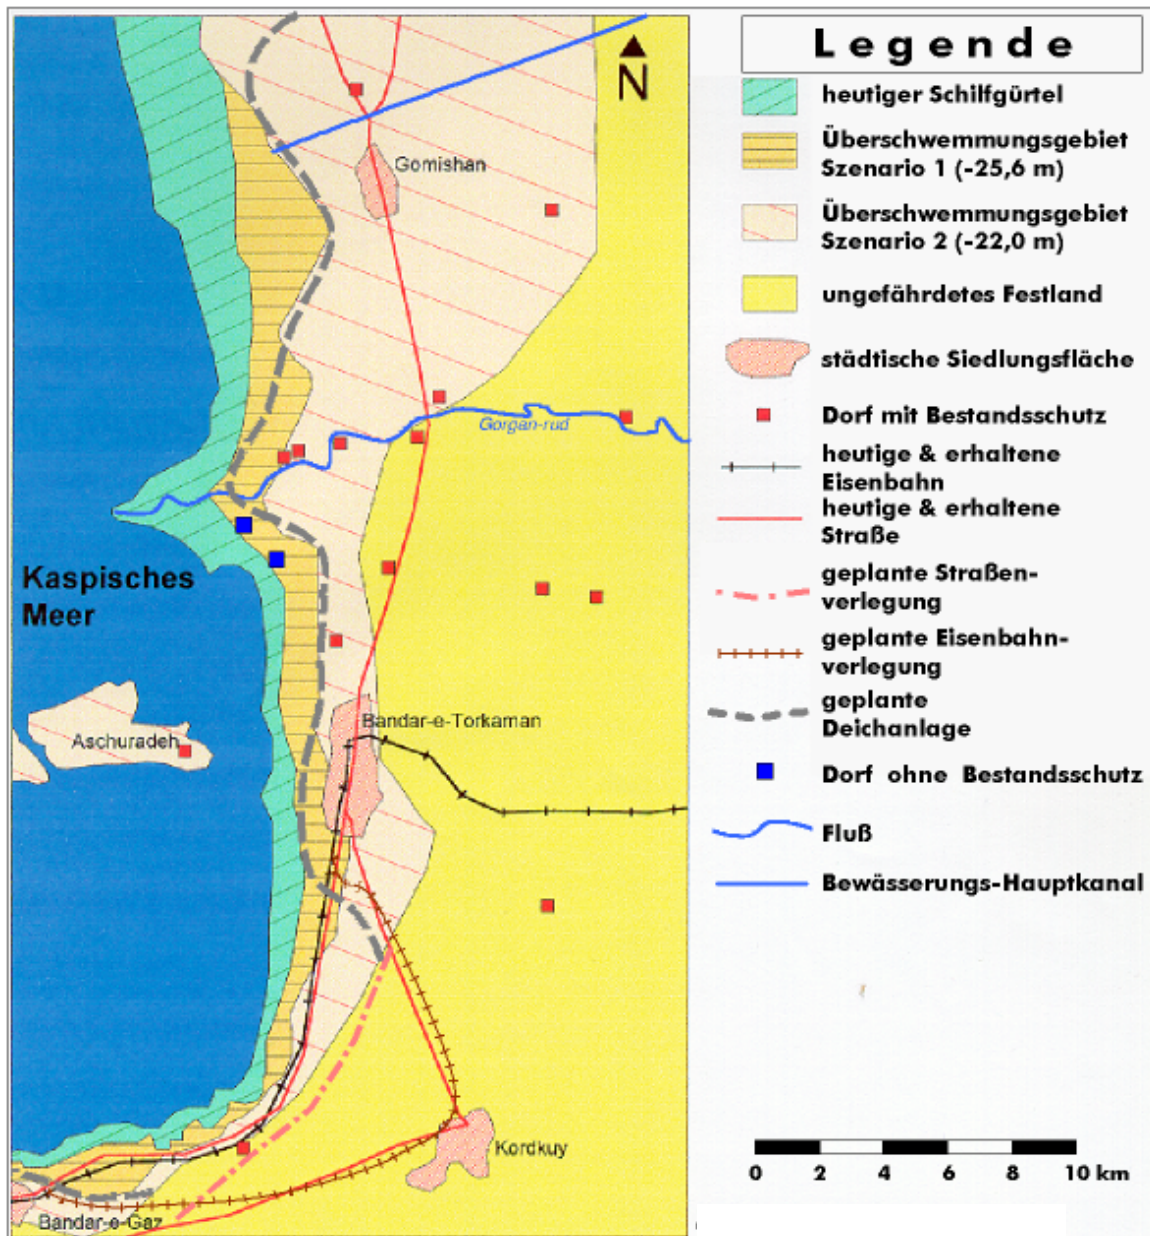 N
Gomishan
Gorgan-rud
Kaspisches
Meer
Aschuradeh
Bandar-e-Torkaman
Kordkuy
Bandar-e-Gaz
Legende
heutiger Schilfgürtel
Überschwemmungsgebiet
Szenario 1 (-25,6 m)
Überschwemmungsgebiet
Szenario 2 (-22,0 m)
ungefährdetes Festland
städtische Siedlungsfläche
Dorf mit Bestandsschutz
heutige & erhaltene
Eisenbahn
heutige & erhaltene
Straße
geplante Straßen-
verlegung
geplante Eisenbahn-
verlegung
geplante
Deichanlage
Dorf ohne Bestandsschutz
Fluß
Bewässerungs-Hauptkanal
0 2 4 6 8 10 km